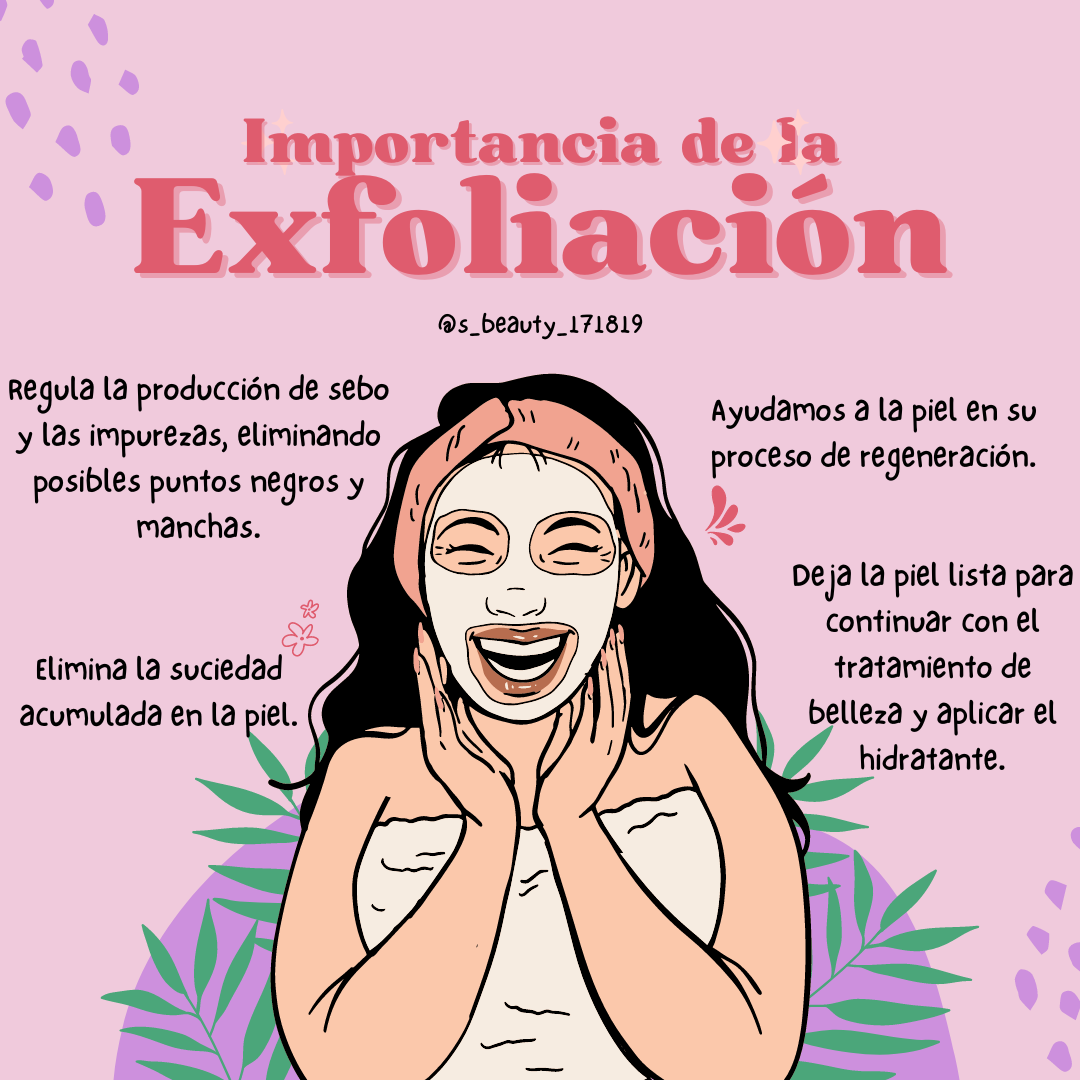 Importancia de la
Exfoliación
@s_beauty_171819
Regula la producción de sebo
y las impurezas, eliminando
posibles puntos negros y
manchas.
Ayudamos a la piel en su
proceso de regeneración.
Elimina la suciedad
acumulada en la piel.
Deja la piel lista para
continuar con el
tratamiento de
belleza y aplicar el
hidratante.